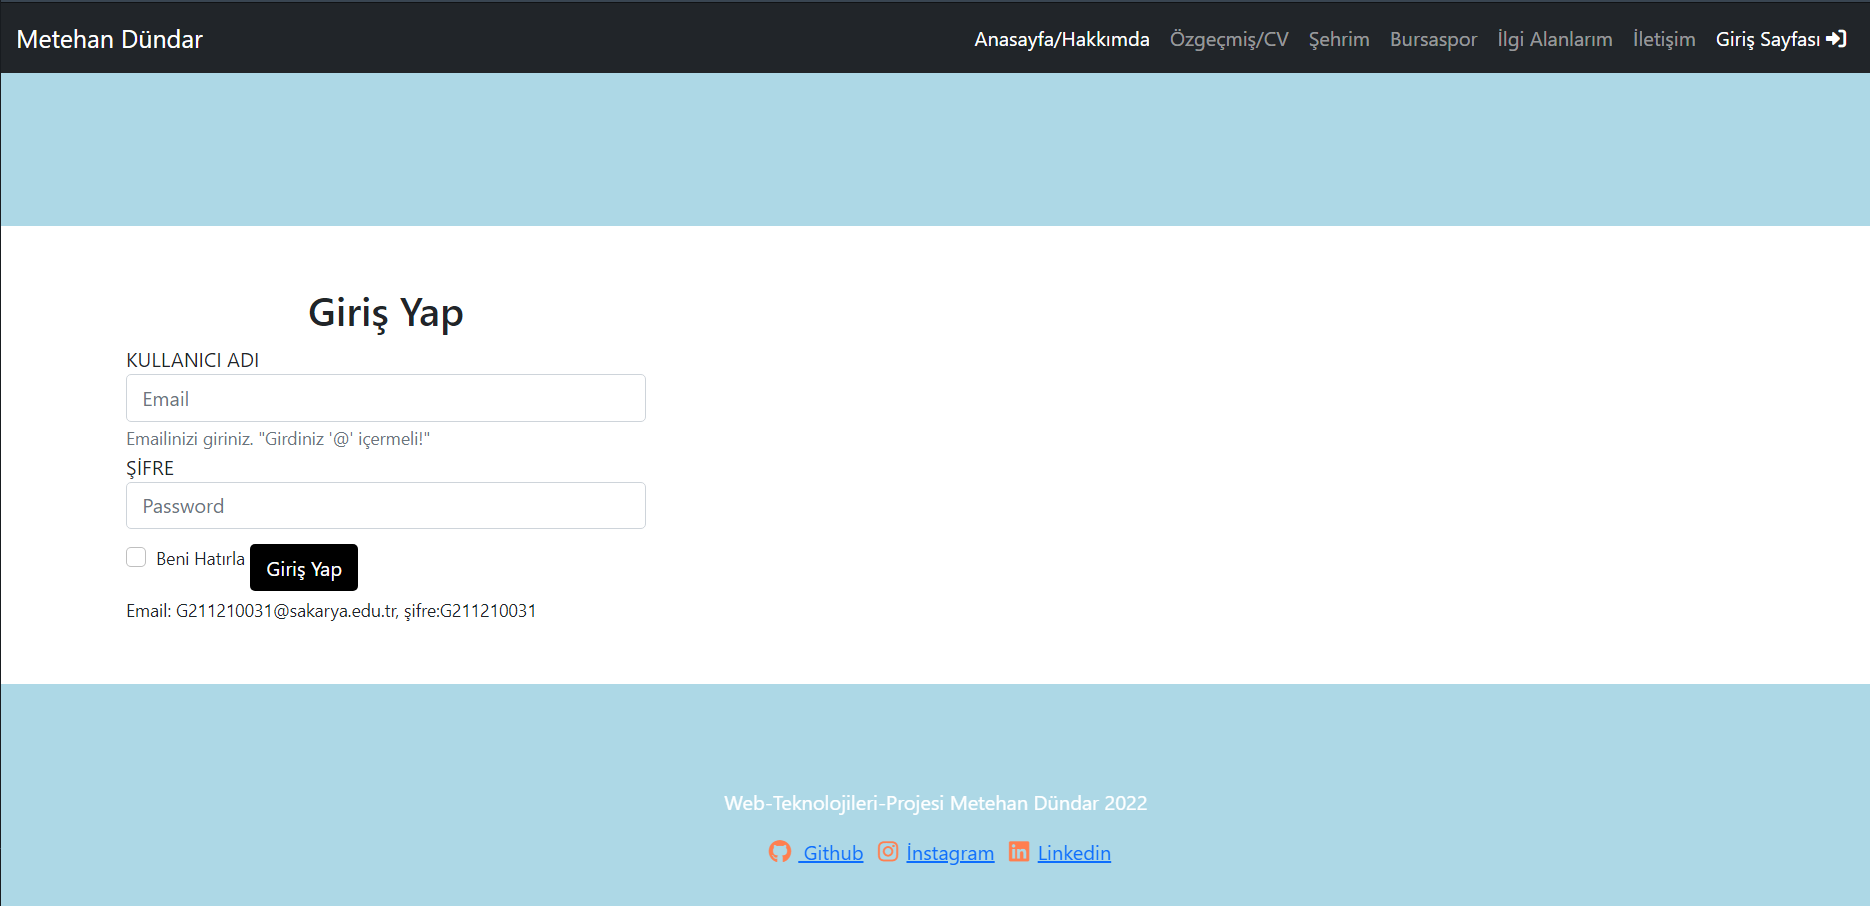 Metehan Dündar Anasayfa/Hakkımda Özgeçmiş/CV Şehrim Bursaspor İlgi Alanlarım İletişim Giriş Sayfası
Giriş Yap
KULLANICI ADI
Email
Emailinizi giriniz. "Girdiniz '@' içermeli!"
ŞİFRE
Password
Beni Hatırla Giriş Yap
Email: G211210031@sakarya.edu.tr, şifre:G211210031
Web-Teknolojileri-Projesi Metehan Dündar 2022
Github İnstagram Linkedin